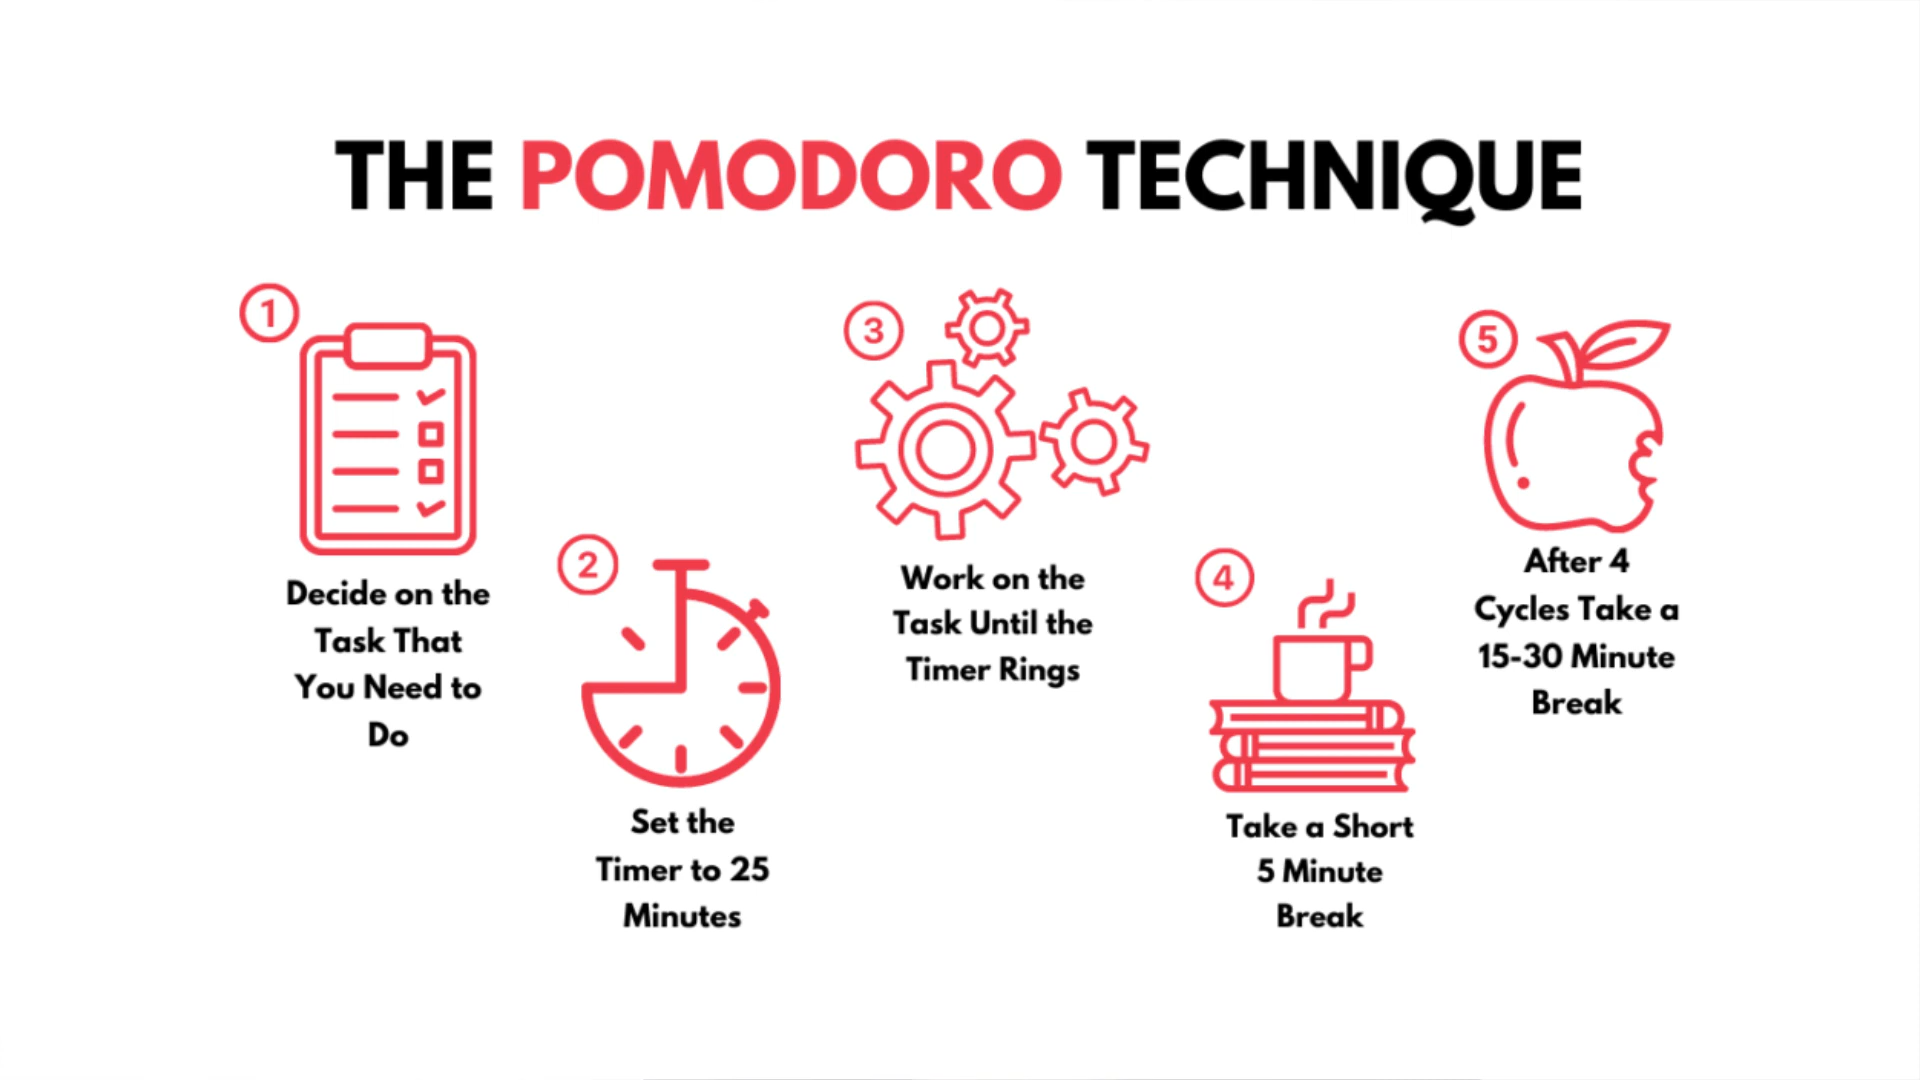 THE POMODORO TECHNIQUE
1
Decide on the
Task That
You Need to
Do
2
Set the
Timer to 25
Minutes
3
Work on the
Task Until the
Timer Rings
4
Take a Short
5 Minute
Break
5
After 4
Cycles Take a
15-30 Minute
Break